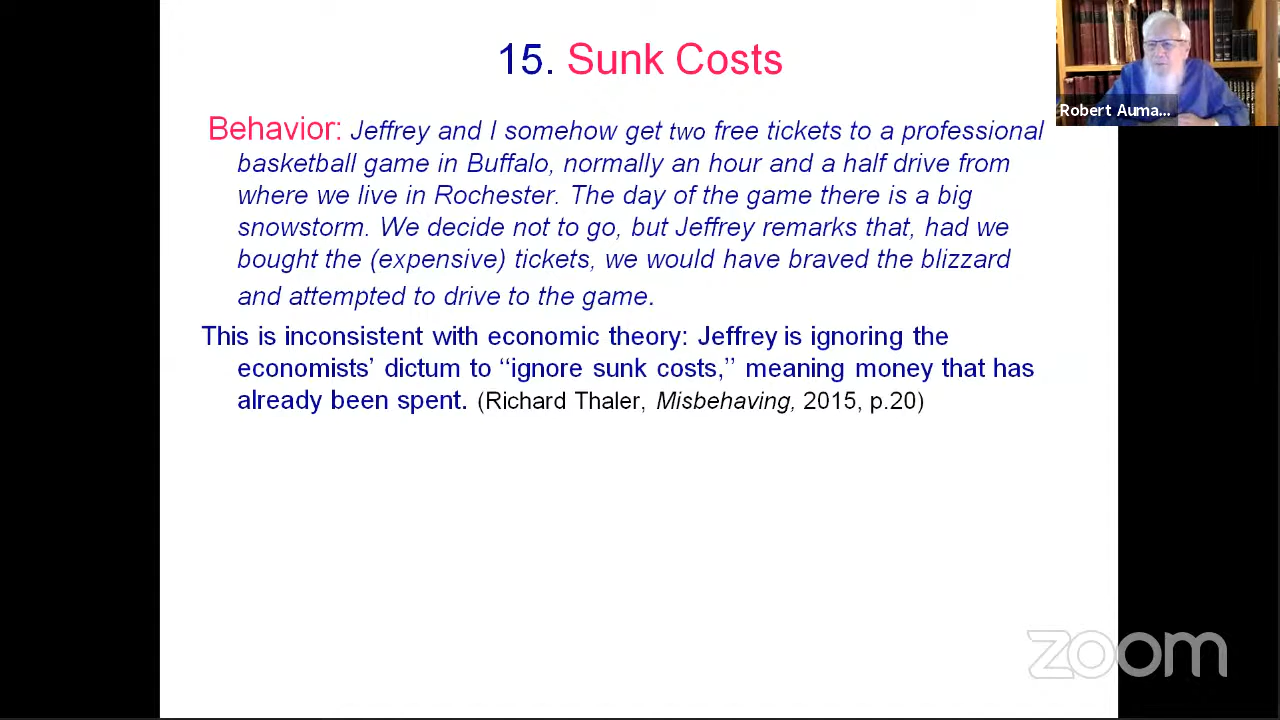 15. Sunk Costs
Robert Auma...
Behavior: Jeffrey and I somehow get two free tickets to a professional
basketball game in Buffalo, normally an hour and a half drive from
where we live in Rochester. The day of the game there is a big
snowstorm. We decide not to go, but Jeffrey remarks that, had we
bought the (expensive) tickets, we would have braved the blizzard
and attempted to drive to the game.
This is inconsistent with economic theory: Jeffrey is ignoring the
economists’ dictum to ‘‘ignore sunk costs,’’ meaning money that has
already been spent. (Richard Thaler, Misbehaving, 2015, p.20)
zoom